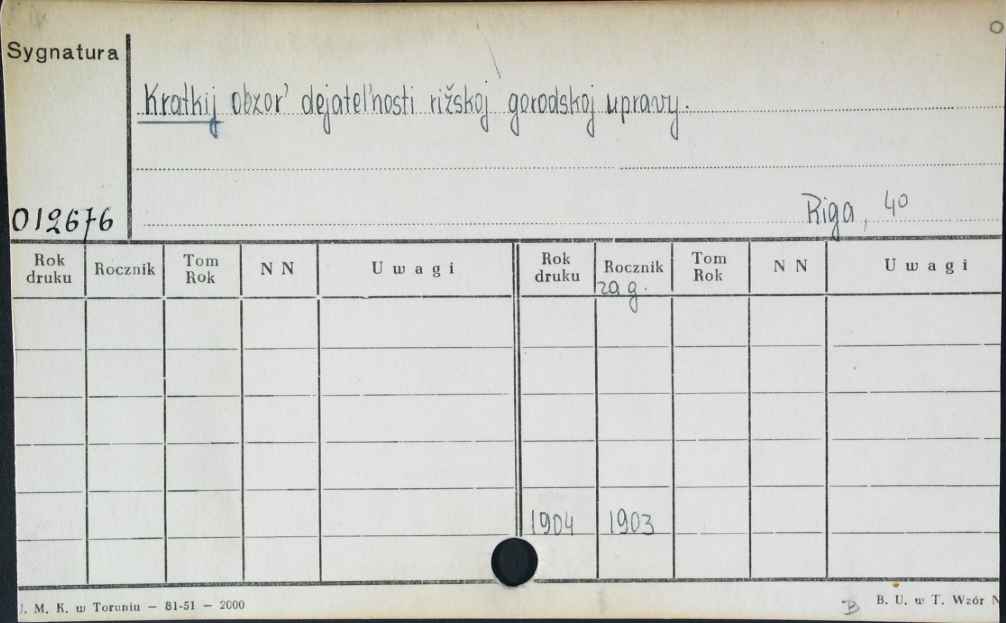 Sygnatura
Kratkij obzor' dejatel'nosti rižskoj gorodskoj upravy.
012676
Riga, 4°
Rok druku Rocznik Tom Rok N N Uwagi Rok druku Rocznik zag. Tom Rok N N Uwagi
1904 1903
J. M. K. w Toruniu — 81-51 — 2000
B B. U. w T. Wzór N